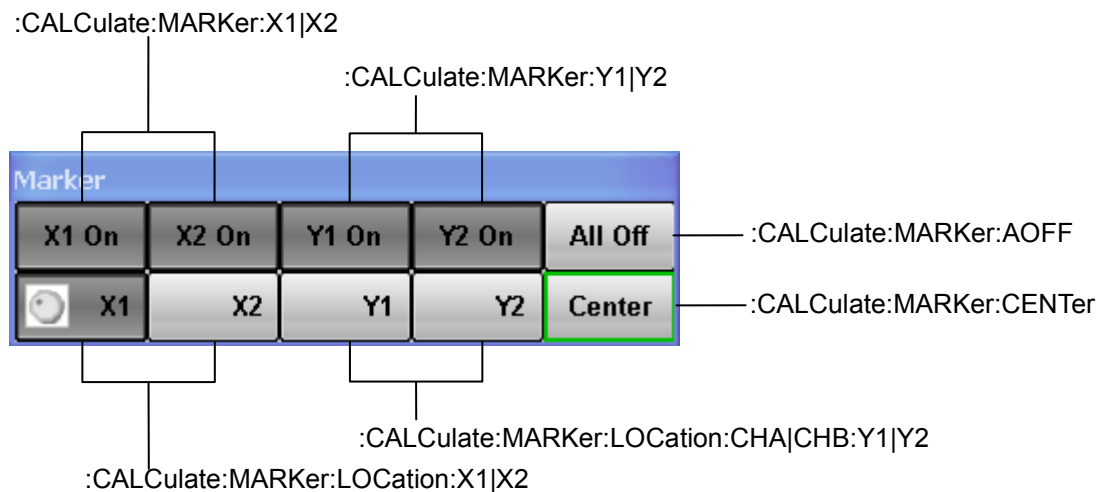 :CALCulate:MARKer:X1|X2
:CALCulate:MARKer:Y1|Y2
Marker
X1 On X2 On Y1 On Y2 On All Off
:CALCulate:MARKer:AOFF
X1 X2 Y1 Y2 Center
:CALCulate:MARKer:CENTer
:CALCulate:MARKer:LOCation:CHA|CHB:Y1|Y2
:CALCulate:MARKer:LOCation:X1|X2